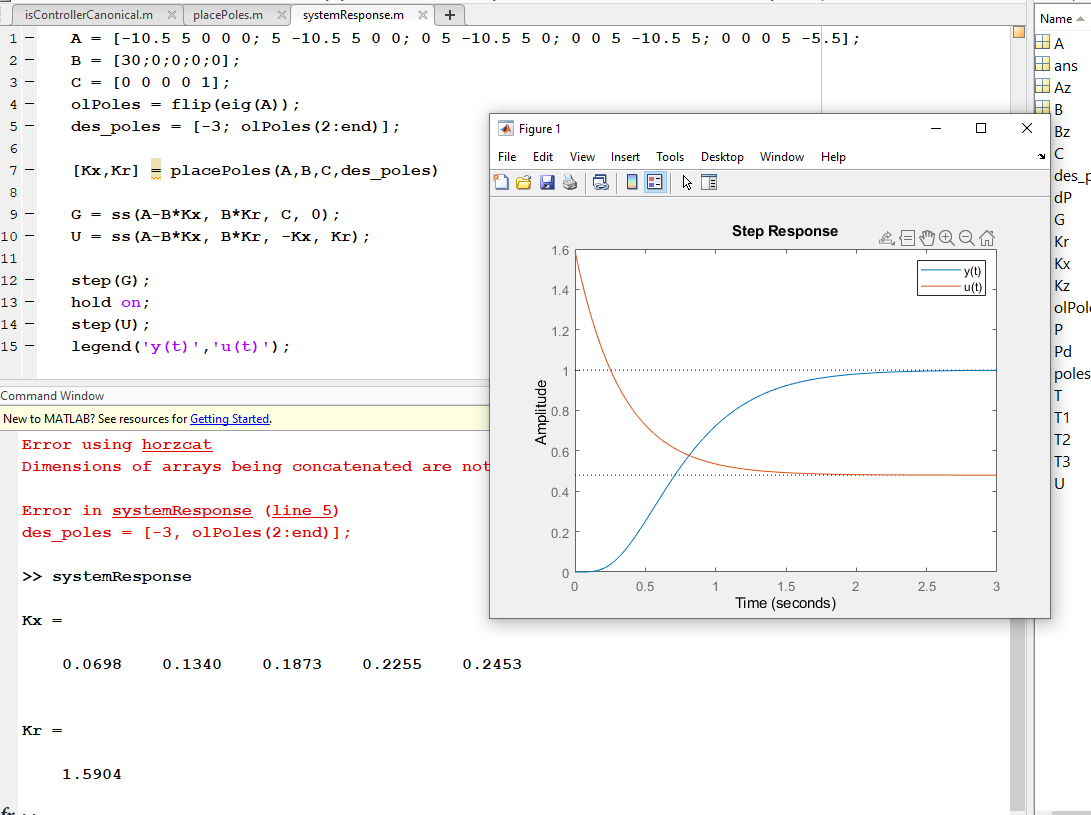 isControllerCanonical.m placePoles.m systemResponse.m
1 A = [-10.5 5 0 0 0; 5 -10.5 5 0 0; 0 5 -10.5 5 0; 0 0 5 -10.5 5; 0 0 0 5 -5.5];
2 B = [30;0;0;0;0];
3 C = [0 0 0 0 1];
4 olPoles = flip(eig(A));
5 des_poles = [-3; olPoles(2:end)];
6
7 [Kx,Kr] = placePoles(A,B,C,des_poles)
8
9 G = ss(A-B*Kx, B*Kr, C, 0);
10 U = ss(A-B*Kx, B*Kr, -Kx, Kr);
11
12 step(G);
13 hold on;
14 step(U);
15 legend('y(t)','u(t)');
Command Window
New to MATLAB? See resources for Getting Started.
Error using horzcat
Dimensions of arrays being concatenated are not
Error in systemResponse (line 5)
des_poles = [-3, olPoles(2:end)];
>> systemResponse
Kx =
0.0698 0.1340 0.1873 0.2255 0.2453
Kr =
1.5904
Figure 1
File Edit View Insert Tools Desktop Window Help
Step Response
y(t)
u(t)
1.6
1.4
1.2
1
0.8
0.6
0.4
0.2
0
Amplitude
0 0.5 1 1.5 2 2.5 3
Time (seconds)
Name
A
ans
Az
B
Bz
C
des_p
dP
G
Kr
Kx
Kz
olPole
P
Pd
poles
T
T1
T2
T3
U